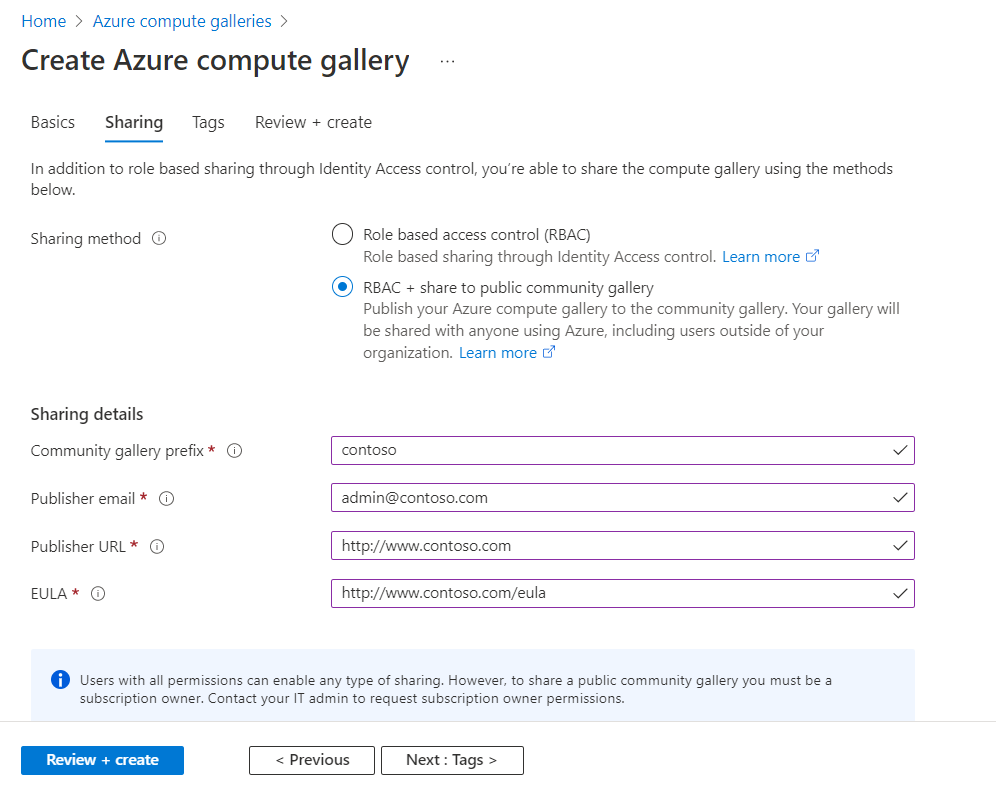 Home > Azure compute galleries >
Create Azure compute gallery ...
Basics Sharing Tags Review + create
In addition to role based sharing through Identity Access control, you're able to share the compute gallery using the methods
below.
Sharing method
Role based access control (RBAC)
Role based sharing through Identity Access control. Learn more
RBAC + share to public community gallery
Publish your Azure compute gallery to the community gallery. Your gallery will
be shared with anyone using Azure, including users outside of your
organization. Learn more
Sharing details
Community gallery prefix * contoso
Publisher email * admin@contoso.com
Publisher URL * http://www.contoso.com
EULA * http://www.contoso.com/eula
Users with all permissions can enable any type of sharing. However, to share a public community gallery you must be a
subscription owner. Contact your IT admin to request subscription owner permissions.
Review + create < Previous Next : Tags >